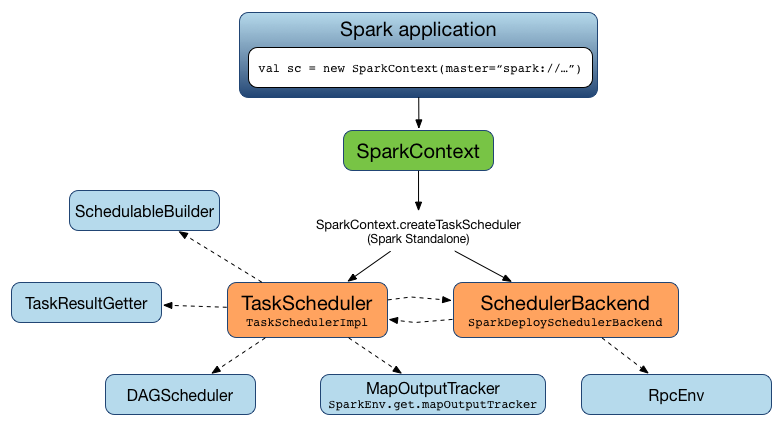 Spark application
val sc = new SparkContext(master=“spark://…”)
SparkContext
SchedulableBuilder
SparkContext.createTaskScheduler
(Spark Standalone)
TaskResultGetter
TaskScheduler
TaskSchedulerImpl
SchedulerBackend
SparkDeploySchedulerBackend
DAGScheduler
MapOutputTracker
SparkEnv.get.mapOutputTracker
RpcEnv